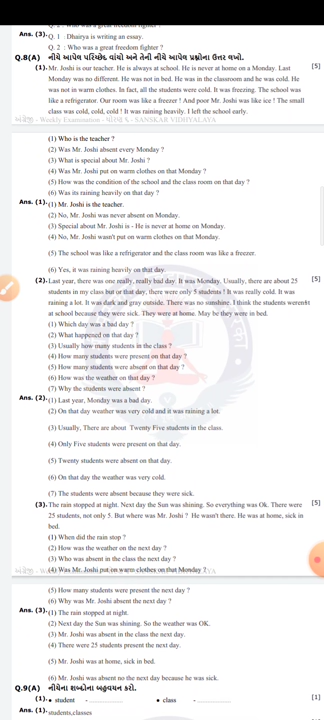 Q. 2 : Who was a great freedom fighter ?
Ans. (3). Q. 1 : Dhairya is writing an essay.
Q. 2 : Who was a great freedom fighter ?
Q.8(A) નીચે આપેલ પરિચ્છેદ વાંચો અને તેની નીચે આપેલ પ્રશ્નોના ઉત્તર લખો.
(1). Mr. Joshi is our teacher. He is always at school. He is never at home on a Monday. Last [5]
Monday was no different. He was not in bed. He was in the classroom and he was cold. He
was not in warm clothes. In fact, all the students were cold. It was freezing. The school was
like a refrigerator. Our room was like a freezer ! And poor Mr. Joshi was like ice ! The small
class was cold, cold, cold ! It was raining heavily. I left the school early.
અંગ્રેજી - Weekly Examination - - SANSKAR VIDHYALAYA
(1) Who is the teacher ?
(2) Was Mr. Joshi absent every Monday ?
(3) What is special about Mr. Joshi ?
(4) Was Mr. Joshi put on warm clothes on that Monday ?
(5) How was the condition of the school and the class room on that day ?
(6) Was its raining heavily on that day ?
Ans. (1). (1) Mr. Joshi is the teacher.
(2) No, Mr. Joshi was never absent on Monday.
(3) Special about Mr. Joshi is - He is never at home on Monday.
(4) No, Mr. Joshi wasn't put on warm clothes on that Monday.
(5) The school was like a refrigerator and the class room was like a freezer.
(6) Yes, it was raining heavily on that day.
(2). Last year, there was one really, really bad day. It was Monday. Usually, there are about 25 [5]
students in my class but or that day, there were only 5 students ! It was really cold. It was
raining a lot. It was dark and gray outside. There was no sunshine. I think the students weren't
at school because they were sick. They were at home. May be they were in bed.
(1) Which day was a bad day ?
(2) What happened on that day ?
(3) Usually how many students in the class ?
(4) How many students were present on that day ?
(5) How many students were absent on that day ?
(6) How was the weather on that day ?
(7) Why the students were absent ?
Ans. (2). (1) Last year, Monday was a bad day.
(2) On that day weather was very cold and it was raining a lot.
(3) Usually, There are about Twenty Five students in the class.
(4) Only Five students were present on that day.
(5) Twenty students were absent on that day.
(6) On that day the weather was very cold.
(7) The students were absent because they were sick.
(3). The rain stopped at night. Next day the Sun was shining. So everything was Ok. There were [5]
25 students, not only 5. But where was Mr. Joshi ? He wasn't there. He was at home, sick in
bed.
(1) When did the rain stop ?
(2) How was the weather on the next day ?
(3) Who was absent in the class the next day ?
(4) Was Mr. Joshi put on warm clothes on that Monday ?
(5) How many students were present the next day ?
(6) Why was Mr. Joshi absent the next day ?
Ans. (3). (1) The rain stopped at night.
(2) Next day the Sun was shining. So the weather was OK.
(3) Mr. Joshi was absent in the class the next day.
(4) There were 25 students present the next day.
(5) Mr. Joshi was at home, sick in bed.
(6) Mr. Joshi was absent no the next day because he was sick.
Q.9(A) નીચેના શબ્દોના બહુવચન કરો.
(1). • student - .................... • class - .................... [1]
Ans. (1). students,classes